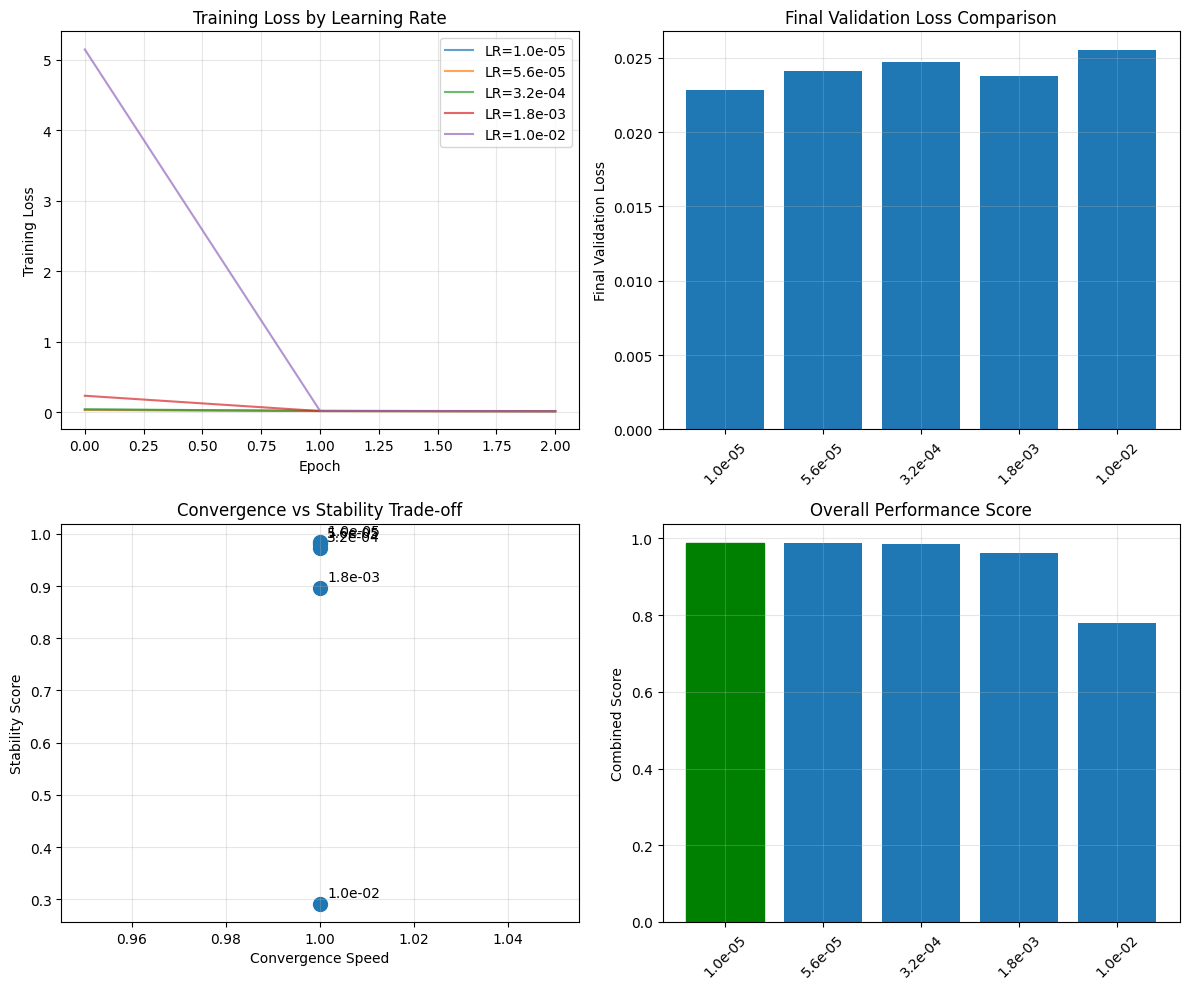 Training Loss by Learning Rate
Training Loss
5
4
3
2
1
0
LR=1.0e-05
LR=5.6e-05
LR=3.2e-04
LR=1.8e-03
LR=1.0e-02
0.00 0.25 0.50 0.75 1.00 1.25 1.50 1.75 2.00
Epoch
Final Validation Loss Comparison
Final Validation Loss
0.025
0.020
0.015
0.010
0.005
0.000
1.0e-05 5.6e-05 3.2e-04 1.8e-03 1.0e-02
Convergence vs Stability Trade-off
Stability Score
1.0
0.9
0.8
0.7
0.6
0.5
0.4
0.3
1.0e-05
3.2e-04
1.8e-03
1.0e-02
0.96 0.98 1.00 1.02 1.04
Convergence Speed
Overall Performance Score
Combined Score
1.0
0.8
0.6
0.4
0.2
0.0
1.0e-05 5.6e-05 3.2e-04 1.8e-03 1.0e-02